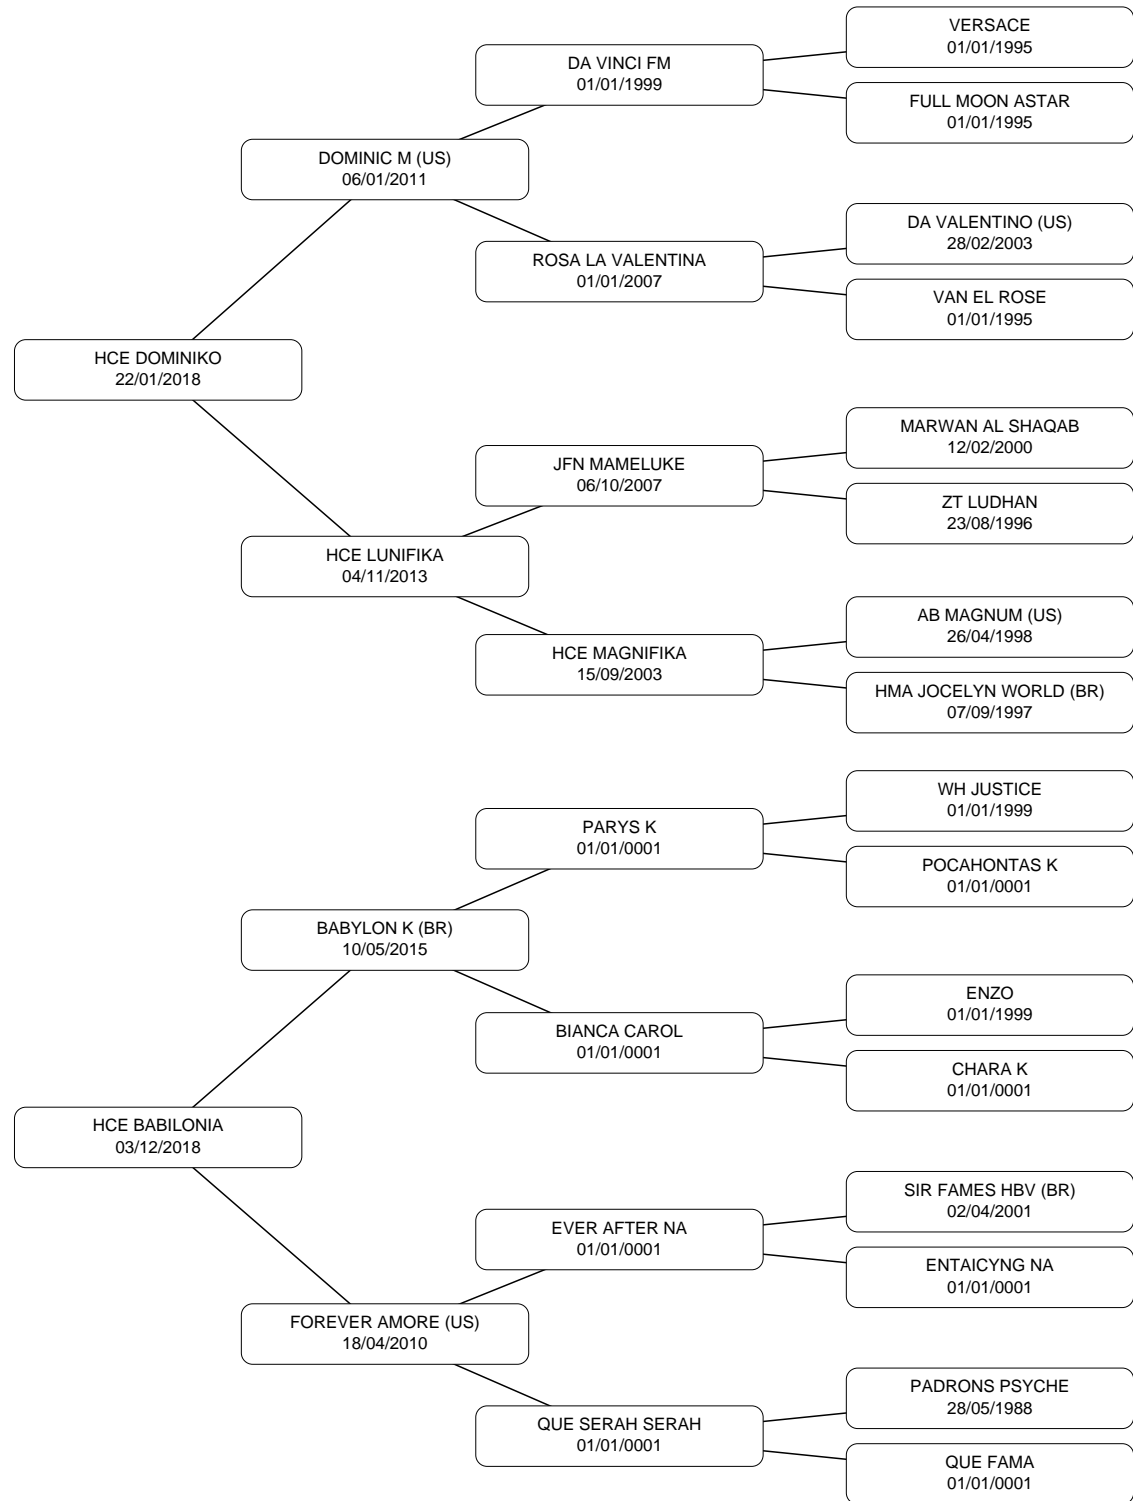 VERSACE
01/01/1995
DA VINCI FM
01/01/1999
FULL MOON ASTAR
01/01/1995
DOMINIC M (US)
06/01/2011
DA VALENTINO (US)
28/02/2003
ROSA LA VALENTINA
01/01/2007
VAN EL ROSE
01/01/1995
HCE DOMINIKO
22/01/2018
MARWAN AL SHAQAB
12/02/2000
JFN MAMELUKE
06/10/2007
ZT LUDHAN
23/08/1996
HCE LUNIFIKA
04/11/2013
AB MAGNUM (US)
26/04/1998
HCE MAGNIFIKA
15/09/2003
HMA JOCELYN WORLD (BR)
07/09/1997
WH JUSTICE
01/01/1999
PARYS K
01/01/0001
POCAHONTAS K
01/01/0001
BABYLON K (BR)
10/05/2015
ENZO
01/01/1999
BIANCA CAROL
01/01/0001
CHARA K
01/01/0001
HCE BABILONIA
03/12/2018
SIR FAMES HBV (BR)
02/04/2001
EVER AFTER NA
01/01/0001
ENTAICYNG NA
01/01/0001
FOREVER AMORE (US)
18/04/2010
PADRONS PSYCHE
28/05/1988
QUE SERAH SERAH
01/01/0001
QUE FAMA
01/01/0001